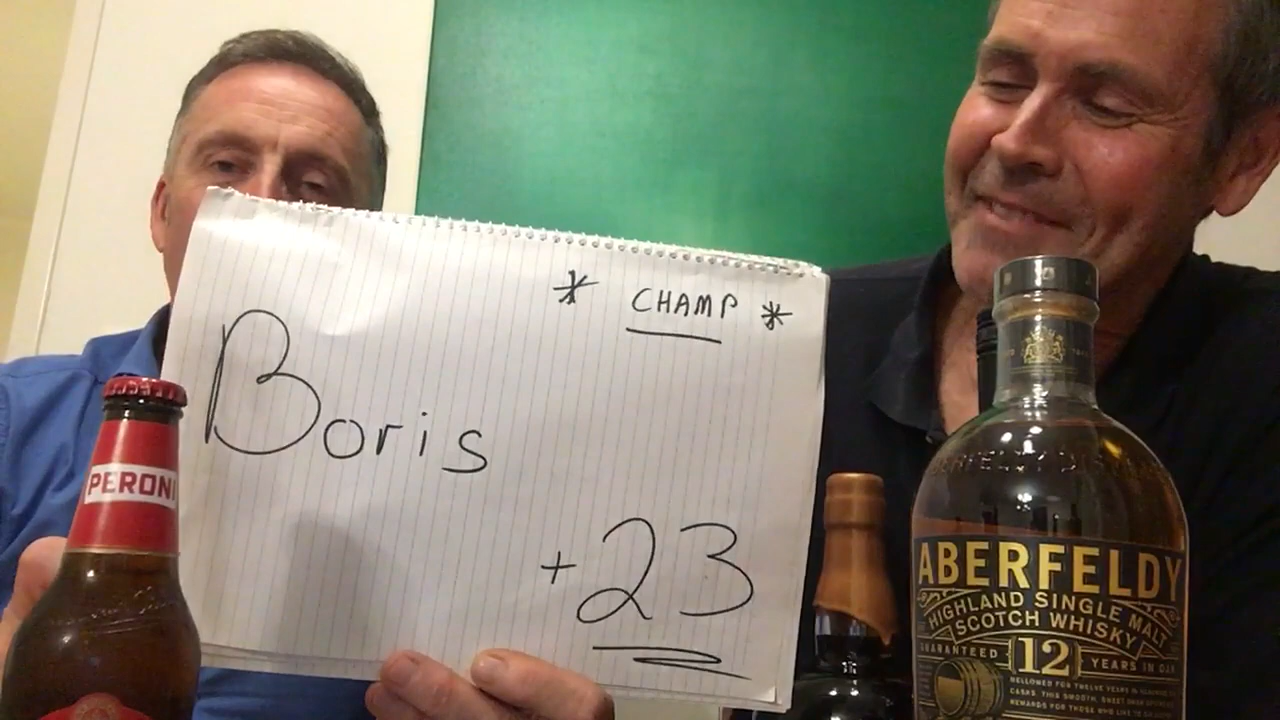 * CHAMP *
Boris
+23
PERONI
ABERFELDY
HIGHLAND SINGLE MALT
SCOTCH WHISKY
GUARANTEED 12 YEARS IN OAK